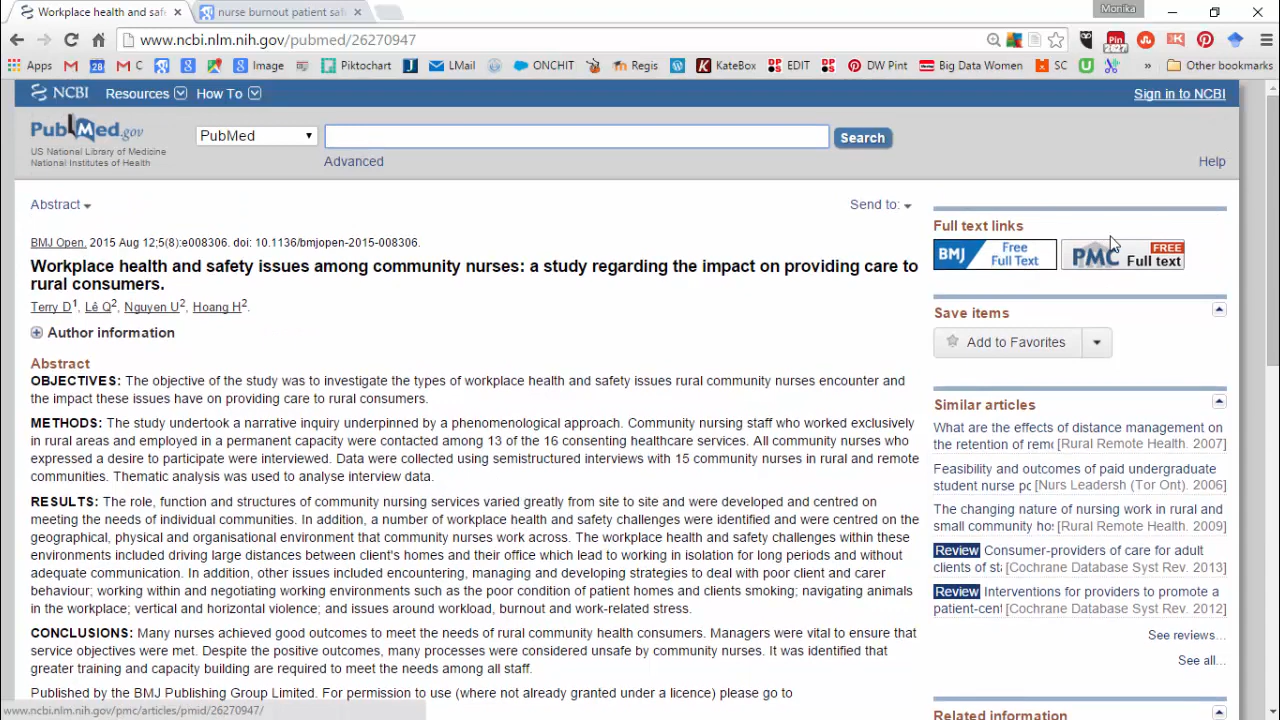 Workplace health and safe ×
nurse burnout patient saf ×
Monika
www.ncbi.nlm.nih.gov/pubmed/26270947
Apps
28
M C
Image
Piktochart
LMail
ONCHIT
Regis
KateBox
EDIT
DW Pint
Big Data Women
SC
»
Other bookmarks
NCBI
Resources
How To
Sign in to NCBI
PubMed.gov
US National Library of Medicine
National Institutes of Health
PubMed
Search
Advanced
Help
Abstract
Send to:
BMJ Open. 2015 Aug 12;5(8):e008306. doi: 10.1136/bmjopen-2015-008306.
Workplace health and safety issues among community nurses: a study regarding the impact on providing care to
rural consumers.
Terry D1, Lê Q2, Nguyen U2, Hoang H2.
Author information
Abstract
OBJECTIVES: The objective of the study was to investigate the types of workplace health and safety issues rural community nurses encounter and
the impact these issues have on providing care to rural consumers.
METHODS: The study undertook a narrative inquiry underpinned by a phenomenological approach. Community nursing staff who worked exclusively
in rural areas and employed in a permanent capacity were contacted among 13 of the 16 consenting healthcare services. All community nurses who
expressed a desire to participate were interviewed. Data were collected using semistructured interviews with 15 community nurses in rural and remote
communities. Thematic analysis was used to analyse interview data.
RESULTS: The role, function and structures of community nursing services varied greatly from site to site and were developed and centred on
meeting the needs of individual communities. In addition, a number of workplace health and safety challenges were identified and were centred on the
geographical, physical and organisational environment that community nurses work across. The workplace health and safety challenges within these
environments included driving large distances between client's homes and their office which lead to working in isolation for long periods and without
adequate communication. In addition, other issues included encountering, managing and developing strategies to deal with poor client and carer
behaviour; working within and negotiating working environments such as the poor condition of patient homes and clients smoking; navigating animals
in the workplace; vertical and horizontal violence; and issues around workload, burnout and work-related stress.
CONCLUSIONS: Many nurses achieved good outcomes to meet the needs of rural community health consumers. Managers were vital to ensure that
service objectives were met. Despite the positive outcomes, many processes were considered unsafe by community nurses. It was identified that
greater training and capacity building are required to meet the needs among all staff.
Published by the BMJ Publishing Group Limited. For permission to use (where not already granted under a licence) please go to
www.ncbi.nlm.nih.gov/pmc/articles/pmid/26270947/
Full text links
BMJ Free
Full Text
PMC FREE
Full text
Save items
Add to Favorites
Similar articles
What are the effects of distance management on
the retention of remo [Rural Remote Health. 2007]
Feasibility and outcomes of paid undergraduate
student nurse po [Nurs Leadersh (Tor Ont). 2006]
The changing nature of nursing work in rural and
small community ho: [Rural Remote Health. 2009]
Review Consumer-providers of care for adult
clients of sta [Cochrane Database Syst Rev. 2013]
Review Interventions for providers to promote a
patient-cent [Cochrane Database Syst Rev. 2012]
See reviews...
See all...
Related information